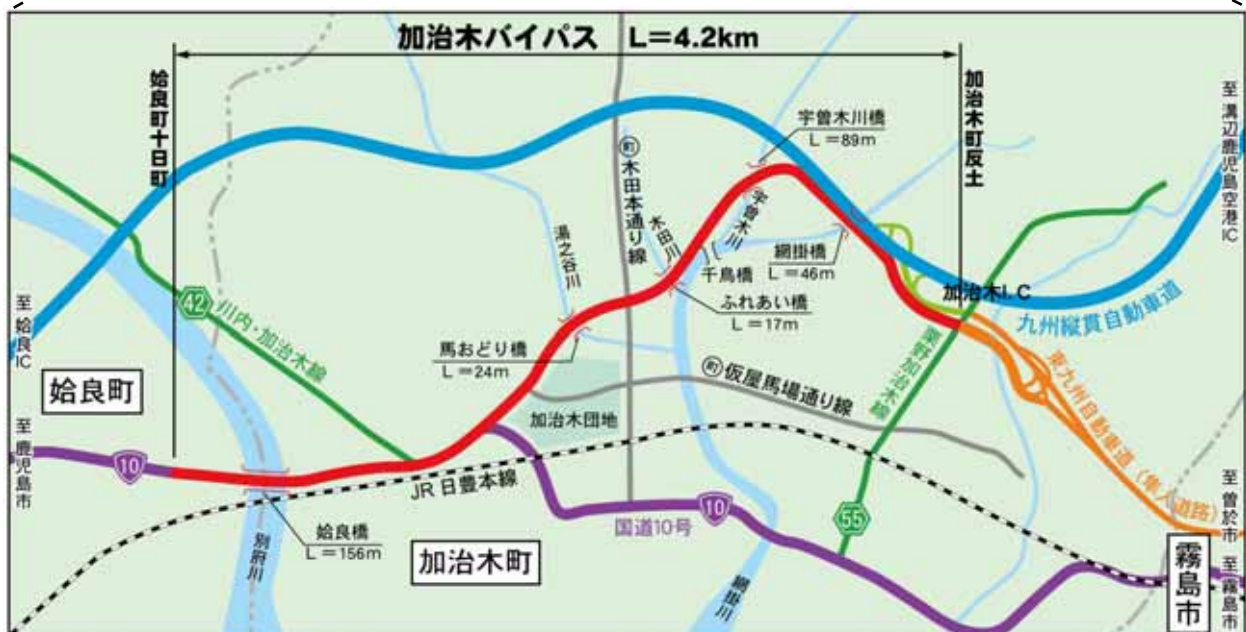 加治木バイパス L＝4.2km
姶良町十日町
加治木町反土
至 溝辺鹿児島空港IC
宇曽木川橋
L＝89m
町 木田本通り線
宇曽木川
木田川
湯之谷川
千鳥橋
網掛橋
L＝46m
加治木I. C
九州縦貫自動車道
ふれあい橋
L＝17m
42 川内・加治木線
至 姶良IC
馬おどり橋
L＝24m
栗野加治木線
姶良町
町 仮屋馬場通り線
加治木団地
東九州自動車道（隼人道路）
至 鹿児島市
10
JR 日豊本線
国道10号
10
55
至 曽於市
姶良橋
L＝156m
別府川
加治木町
網掛川
霧島市
至 霧島市